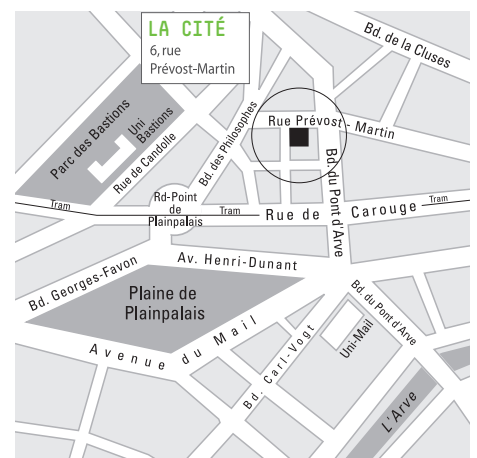 LA CITÉ
6, rue
Prévost-Martin
Bd. de la Cluses
Parc des Bastions
Uni
Bastions
Rue de Candolle
Bd. des Philosophes
Rue Prévost - Martin
Bd. du Pont d'Arve
Tram
Rd-Point
de
Plainpalais
Tram
Rue de Carouge
Tram
Bd. Georges-Favon
Av. Henri-Dunant
Plaine de
Plainpalais
Avenue du Mail
Bd. Carl-Vogt
Uni-Mail
Bd. du Pont d'Arve
L'Arve